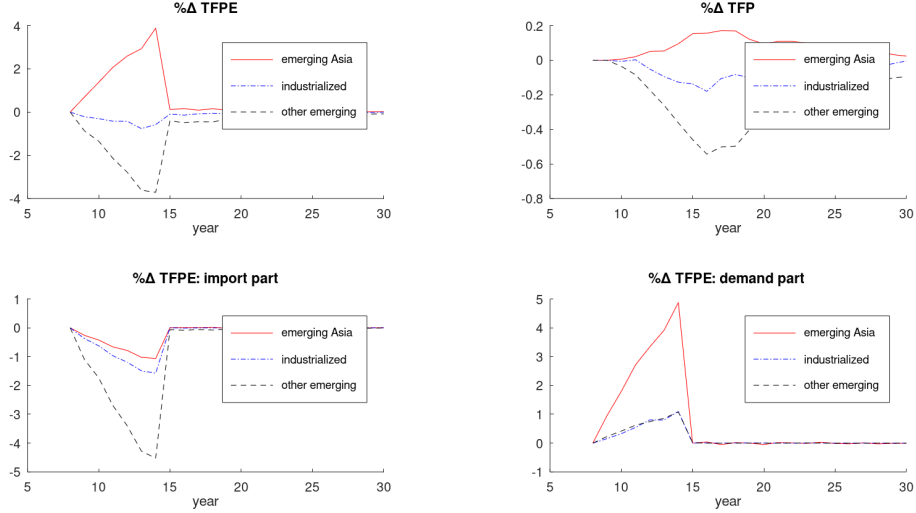 %Δ TFPE
4
2
0
-2
-4
5
10
15
20
25
30
year
emerging Asia
industrialized
other emerging
%Δ TFP
0.2
0
-0.2
-0.4
-0.6
-0.8
5
10
15
20
25
30
year
emerging Asia
industrialized
other emerging
%Δ TFPE: import part
1
0
-1
-2
-3
-4
-5
5
10
15
20
25
30
year
emerging Asia
industrialized
other emerging
%Δ TFPE: demand part
5
4
3
2
1
0
-1
5
10
15
20
25
30
year
emerging Asia
industrialized
other emerging